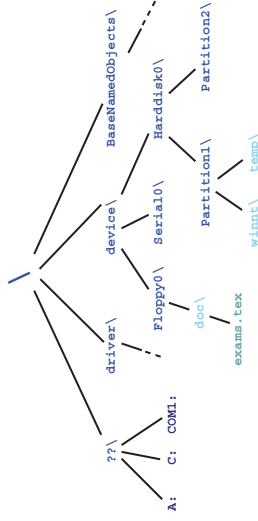 \
??\
driver\
device\
BaseNamedObjects\
A:
C:
COM1:
Floppy0\
Serial0\
Harddisk0\
doc\
Partition1\
Partition2\
exams.tex
winnt\
temp\